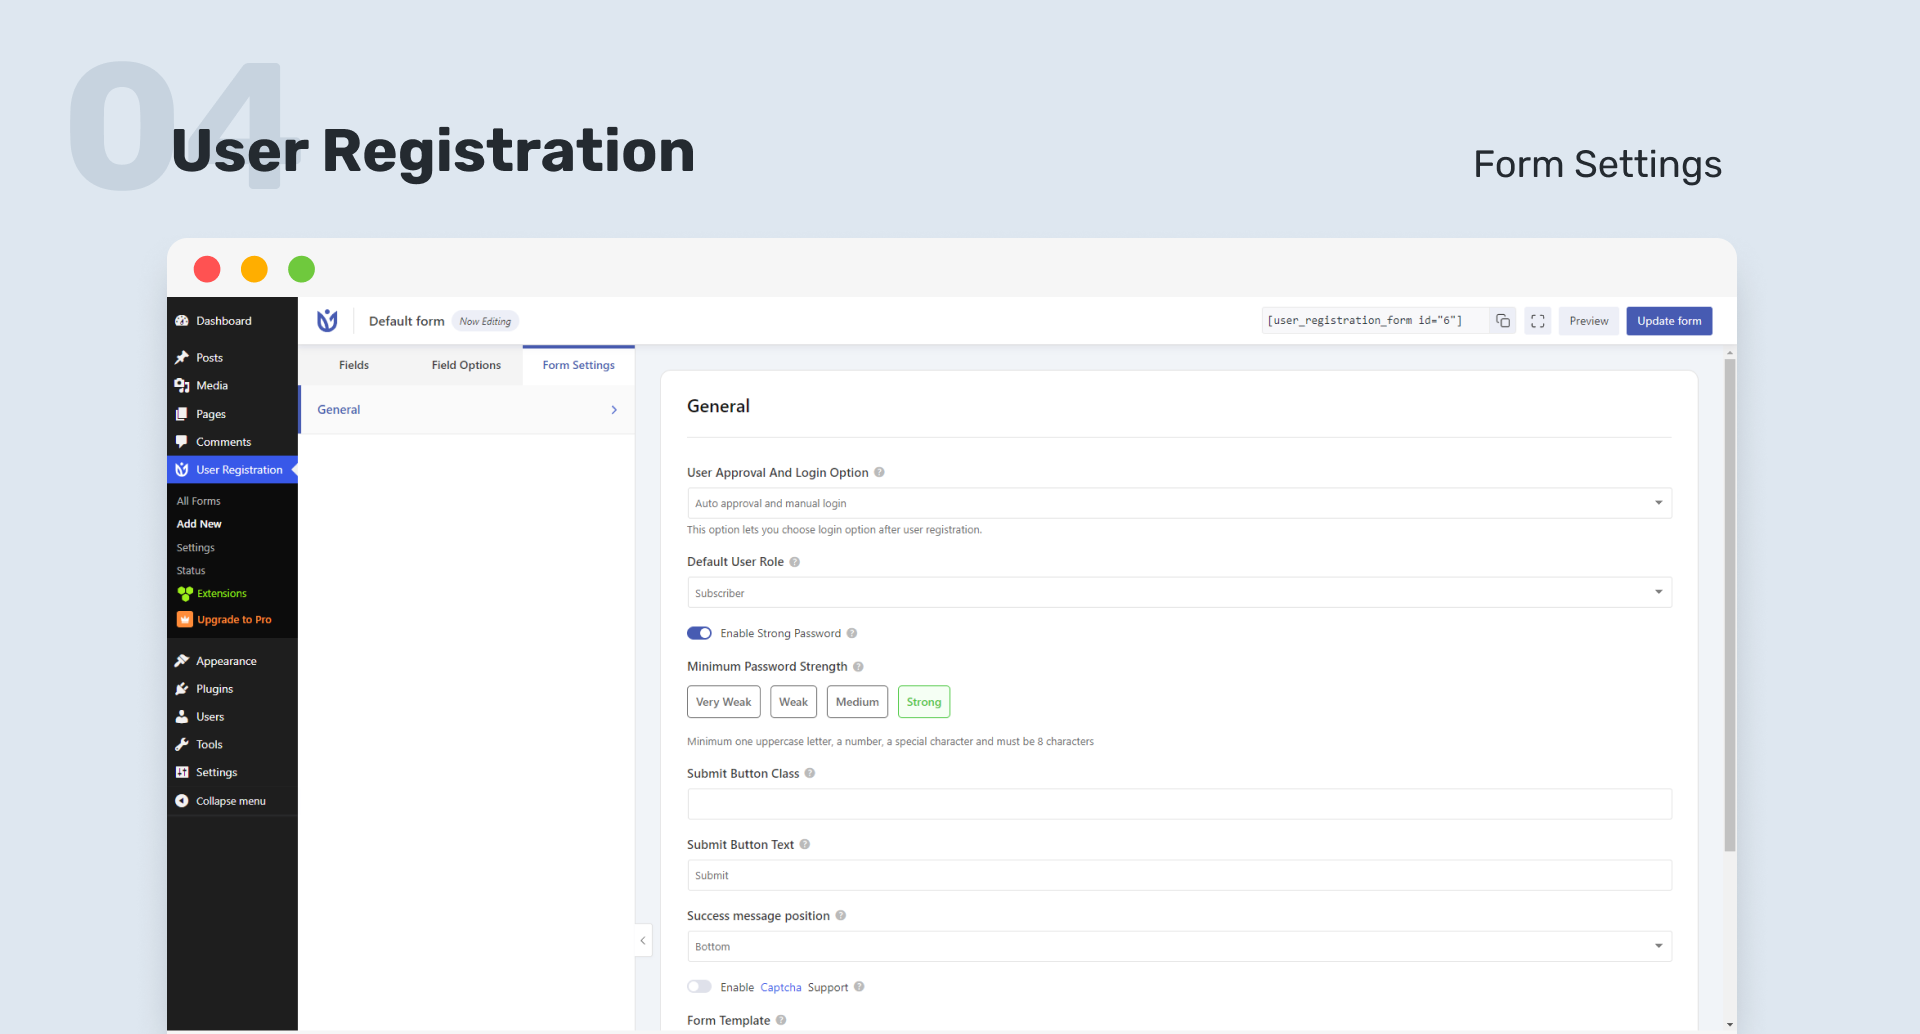 04
User Registration
Form Settings
Dashboard
Posts
Media
Pages
Comments
User Registration
All Forms
Add New
Settings
Status
Extensions
Upgrade to Pro
Appearance
Plugins
Users
Tools
Settings
Collapse menu
Default form Now Editing
[user_registration_form id="6"] Preview Update form
Fields Field Options Form Settings
General
General
User Approval And Login Option ?
Auto approval and manual login
This option lets you choose login option after user registration.
Default User Role ?
Subscriber
Enable Strong Password ?
Minimum Password Strength ?
Very Weak Weak Medium Strong
Minimum one uppercase letter, a number, a special character and must be 8 characters
Submit Button Class ?
Submit Button Text ?
Submit
Success message position ?
Bottom
Enable Captcha Support ?
Form Template ?